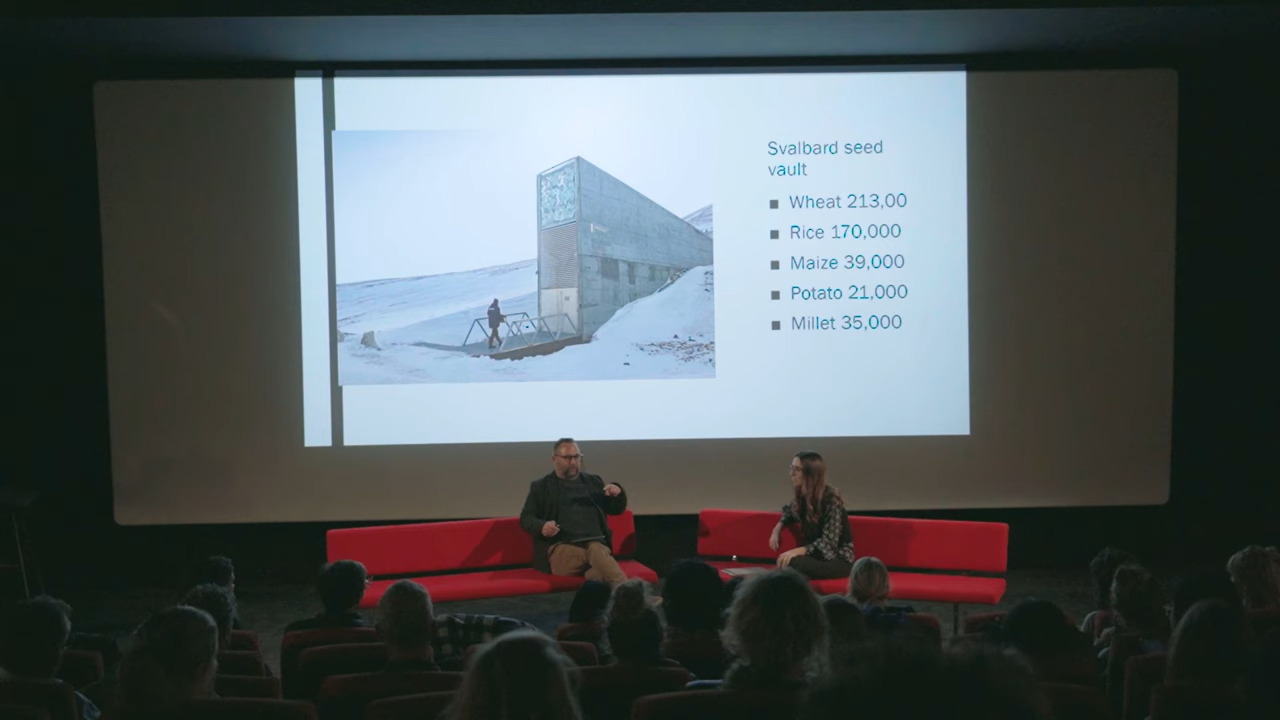 Svalbard seed
vault
■ Wheat 213,00
■ Rice 170,000
■ Maize 39,000
■ Potato 21,000
■ Millet 35,000